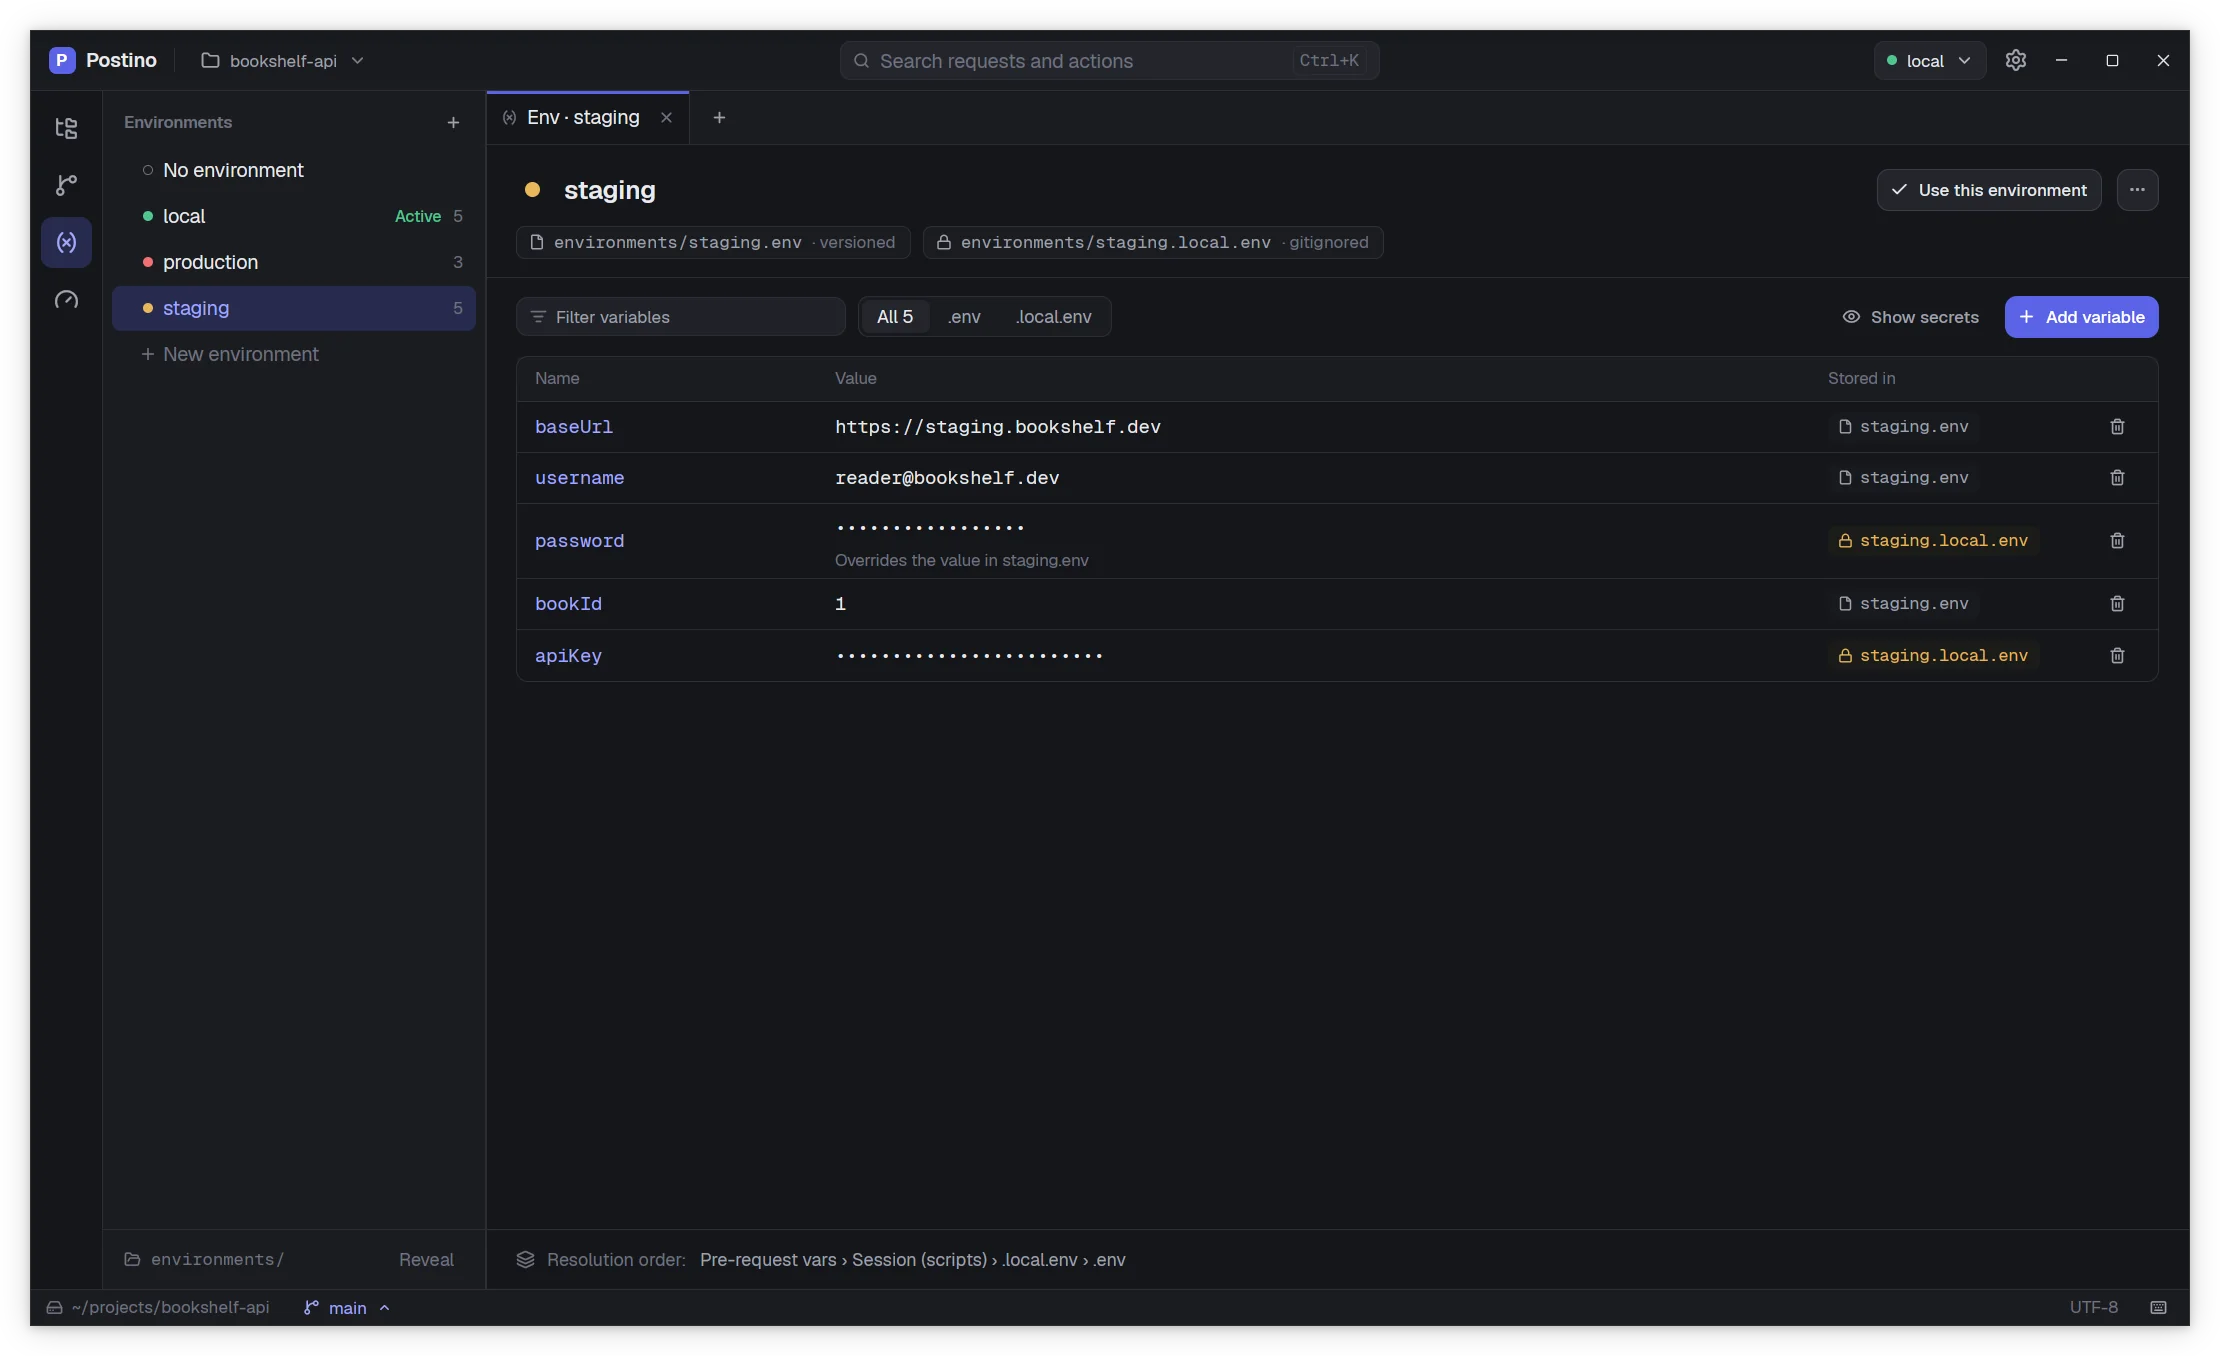 P Postino bookshelf-api Search requests and actions Ctrl+K local
Environments
No environment
local Active 5
production 3
staging 5
New environment
environments/ Reveal
Env · staging
staging
Use this environment
environments/staging.env · versioned environments/staging.local.env · gitignored
Filter variables All 5 .env .local.env Show secrets Add variable
Name Value Stored in
baseUrl https://staging.bookshelf.dev staging.env
username reader@bookshelf.dev staging.env
password ••••••••••••••••• staging.local.env
Overrides the value in staging.env
bookId 1 staging.env
apiKey •••••••••••••••••••••••• staging.local.env
Resolution order: Pre-request vars › Session (scripts) › .local.env › .env
~/projects/bookshelf-api main UTF-8